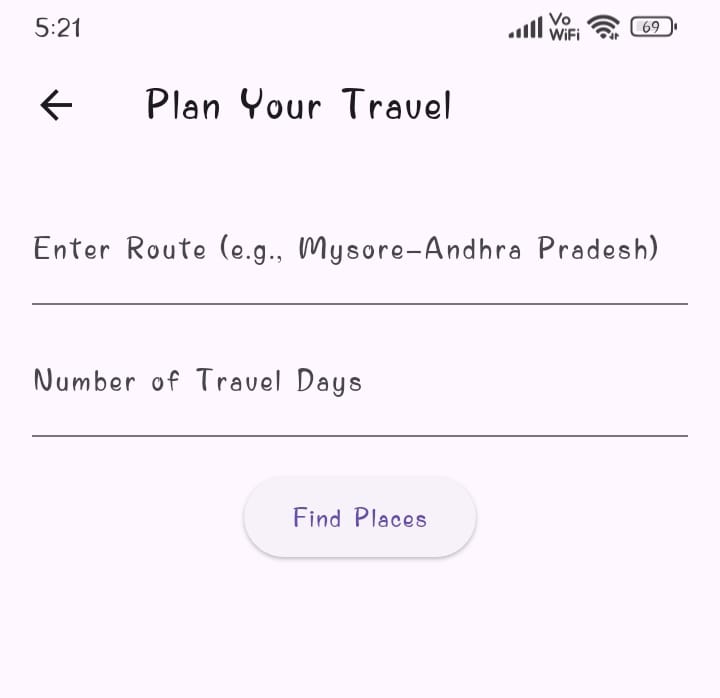 5:21
Vo
WiFi
69
Plan Your Travel
Enter Route (e.g., Mysore–Andhra Pradesh)
Number of Travel Days
Find Places